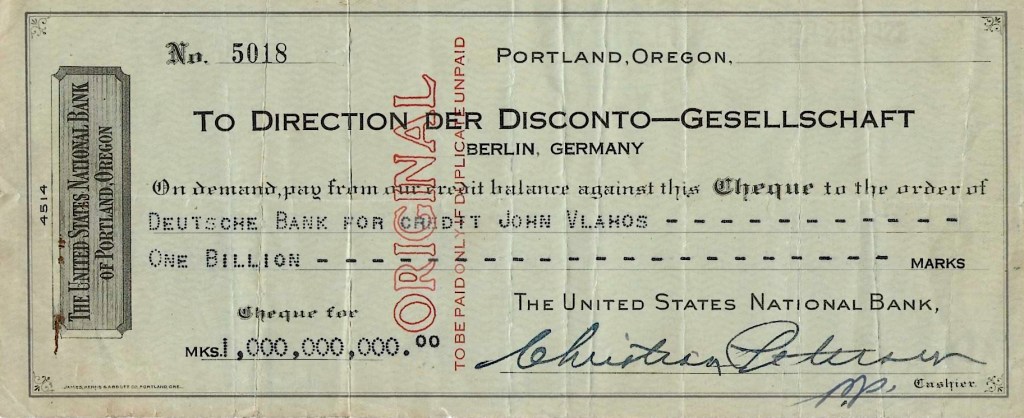 No. 5018
PORTLAND, OREGON,
TO DIRECTION DER DISCONTO—GESELLSCHAFT
BERLIN, GERMANY
On demand, pay from our credit balance against this Cheque to the order of
DEUTSCHE BANK FOR CREDIT JOHN VLAHOS
ONE BILLION MARKS
THE UNITED STATES NATIONAL BANK,
Cheque for
MKS. 1,000,000,000.00
Christian Peterson
Cashier
4514
THE UNITED STATES NATIONAL BANK
OF PORTLAND, OREGON
ORIGINAL
TO BE PAID ONLY IF DUPLICATE UNPAID